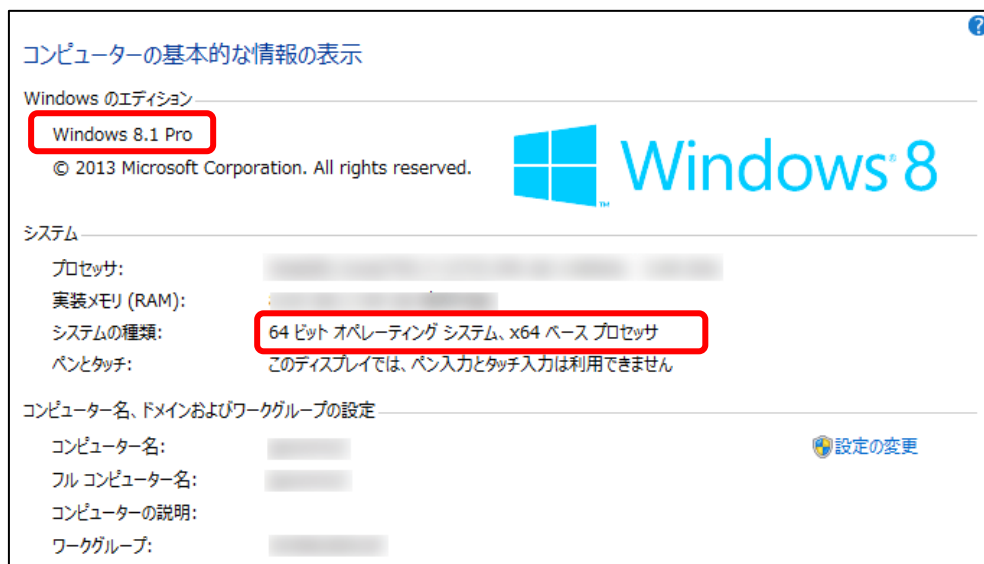 ?
コンピューターの基本的な情報の表示
Windows のエディション
Windows 8.1 Pro
© 2013 Microsoft Corporation. All rights reserved.
Windows 8
システム
プロセッサ:
実装メモリ (RAM):
システムの種類: 64 ビット オペレーティング システム、x64 ベース プロセッサ
ペンとタッチ: このディスプレイでは、ペン入力とタッチ入力は利用できません
コンピューター名、ドメインおよびワークグループの設定
コンピューター名: 設定の変更
フル コンピューター名:
コンピューターの説明:
ワークグループ: